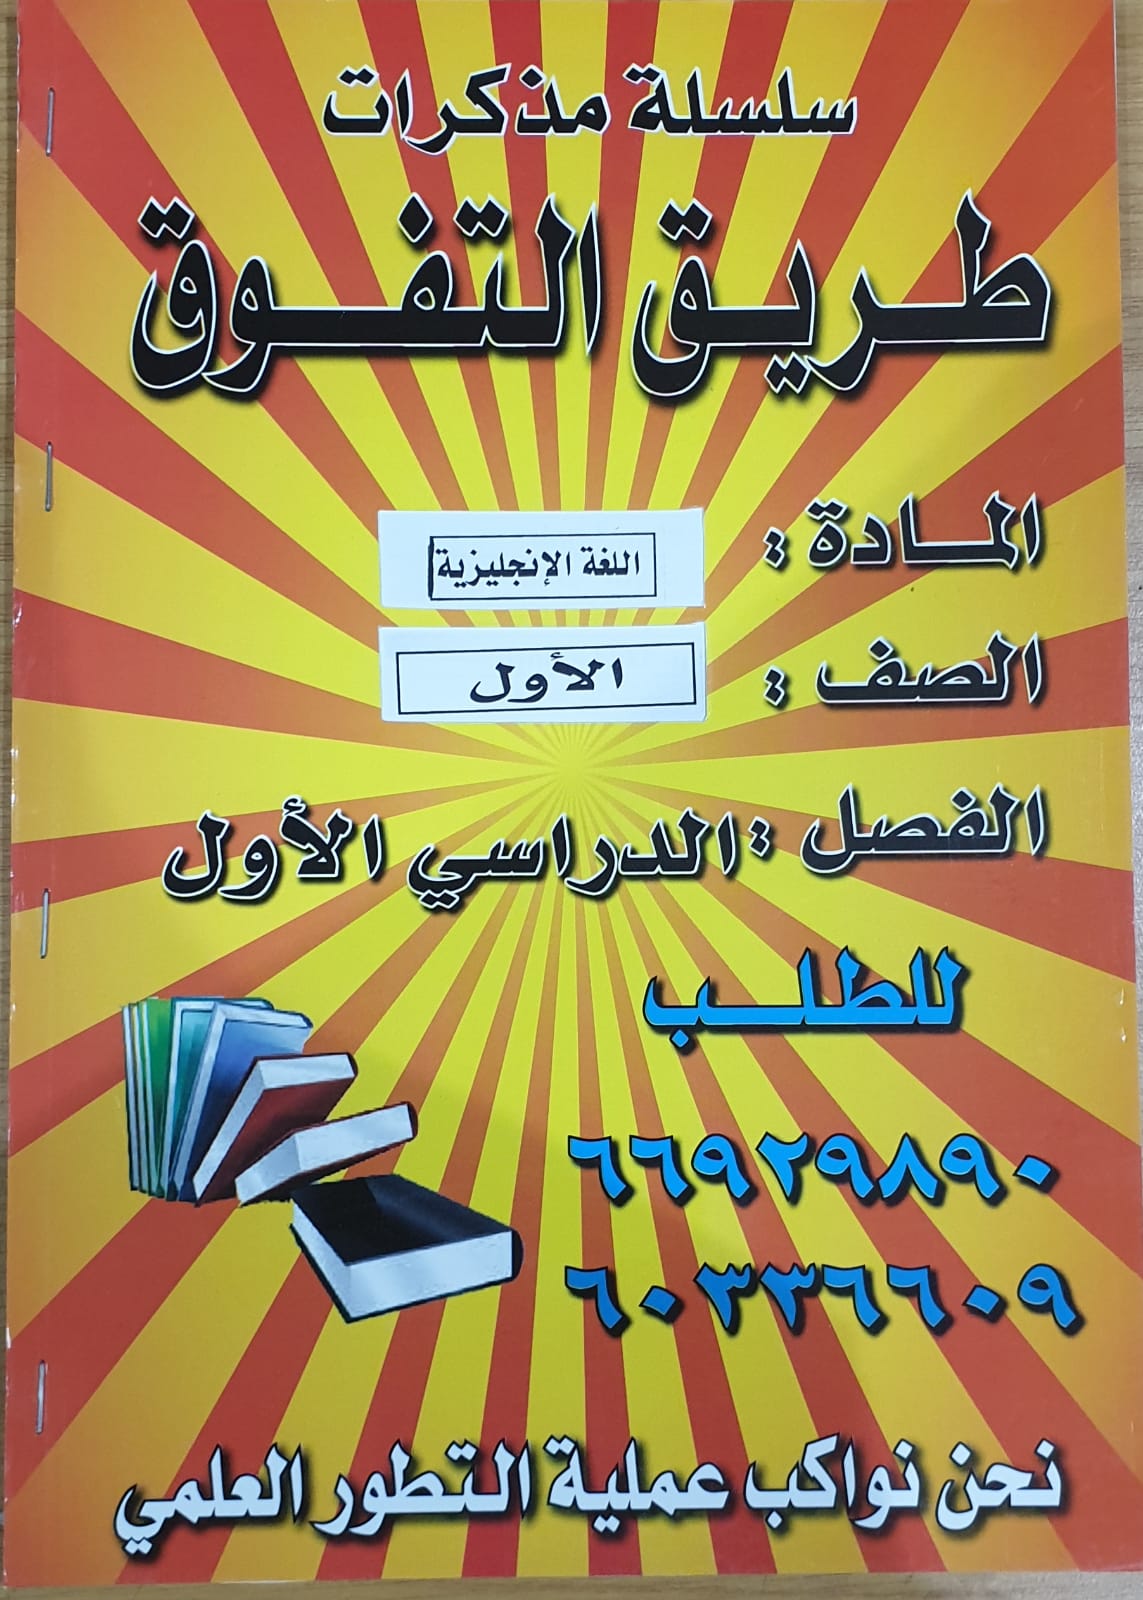 سلسلة مذكرات
طريق التفوق
المادة : اللغة الإنجليزية
الصف : الأول
الفصل : الدراسي الأول
للطلب
٦٦٩٢٩٨٩٠
٦٠٣٣٦٦٠٩
نحن نواكب عملية التطور العلمي